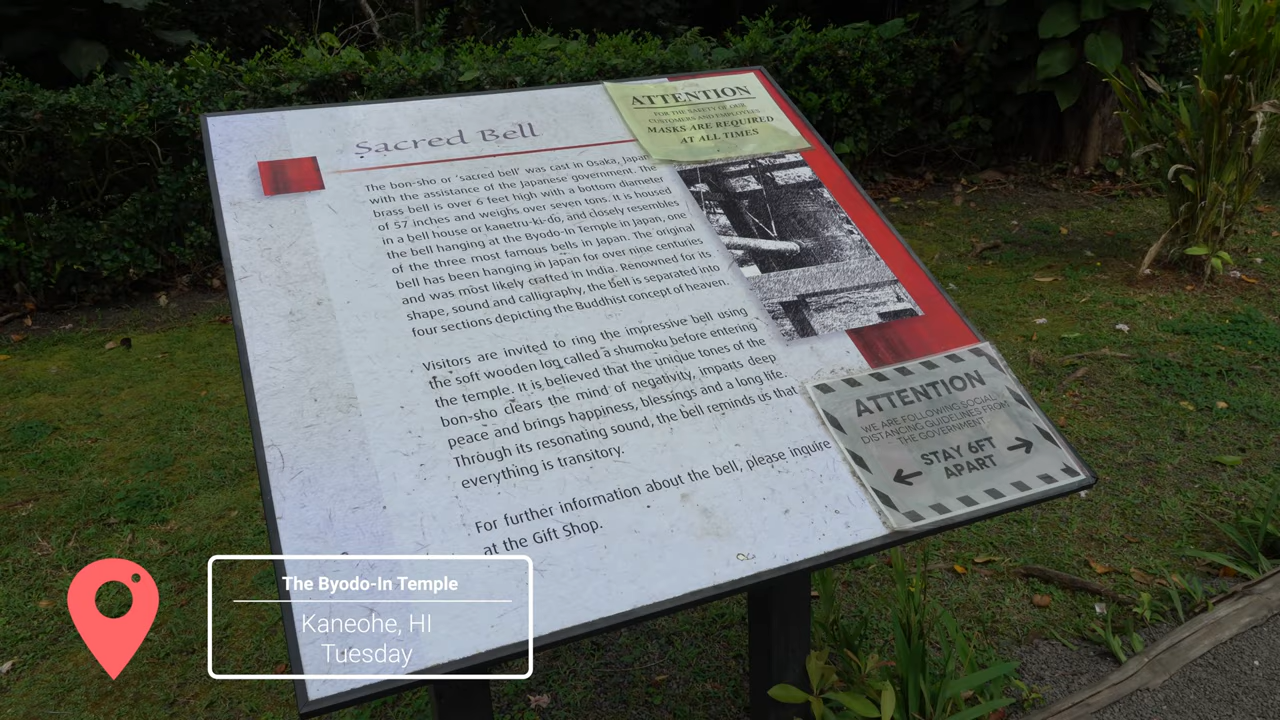 Sacred Bell
The bon-sho or 'sacred bell' was cast in Osaka, Japan
with the assistance of the Japanese government. The
brass bell is over 6 feet high with a bottom diameter
of 57 inches and weighs over seven tons. It is housed
in a bell house or kanetru-ki-do, and closely resembles
the bell hanging at the Byodo-In Temple in Japan, one
of the three most famous bells in Japan. The original
bell has been hanging in Japan for over nine centuries
and was most likely crafted in India. Renowned for its
shape, sound and calligraphy, the bell is separated into
four sections depicting the Buddhist concept of heaven.
Visitors are invited to ring the impressive bell using
the soft wooden log called a shumoku before entering
the temple. It is believed that the unique tones of the
bon-sho clears the mind of negativity, imparts deep
peace and brings happiness, blessings and a long life.
Through its resonating sound, the bell reminds us that
everything is transitory.
For further information about the bell, please inquire
at the Gift Shop.
ATTENTION
FOR THE SAFETY OF OUR
CUSTOMERS AND EMPLOYEES
MASKS ARE REQUIRED
AT ALL TIMES
ATTENTION
WE ARE FOLLOWING SOCIAL
DISTANCING GUIDELINES FROM
THE GOVERNMENT
STAY 6FT
APART
The Byodo-In Temple
Kaneohe, HI
Tuesday